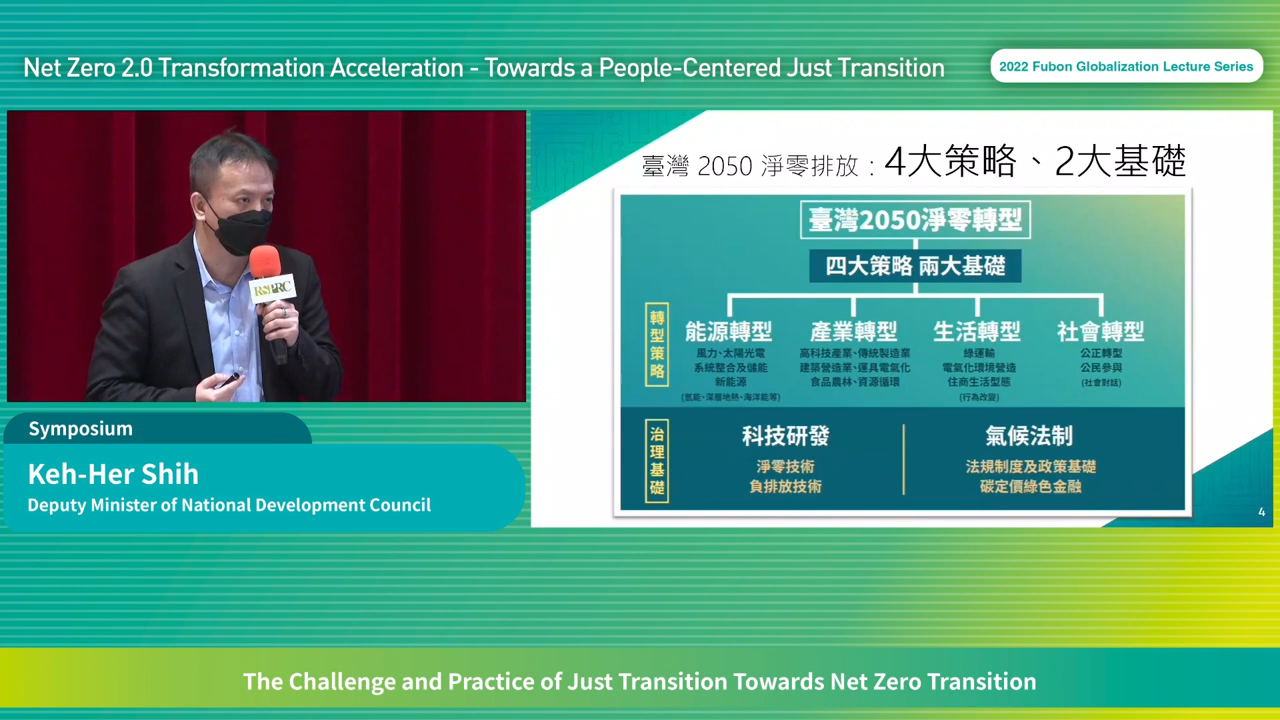 Net Zero 2.0 Transformation Acceleration - Towards a People-Centered Just Transition
2022 Fubon Globalization Lecture Series
RSPRC
Symposium
Keh-Her Shih
Deputy Minister of National Development Council
臺灣 2050 淨零排放：4大策略、2大基礎
臺灣2050淨零轉型
四大策略 兩大基礎
轉型策略
能源轉型
風力、太陽光電
系統整合及儲能
新能源
(氫能、深層地熱、海洋能等)
產業轉型
高科技產業、傳統製造業
建築營造業、運具電氣化
食品農林、資源循環
生活轉型
綠運輸
電氣化環境營造
住商生活型態
(行為改變)
社會轉型
公正轉型
公民參與
(社會對話)
治理基礎
科技研發
淨零技術
負排放技術
氣候法制
法規制度及政策基礎
碳定價綠色金融
4
The Challenge and Practice of Just Transition Towards Net Zero Transition